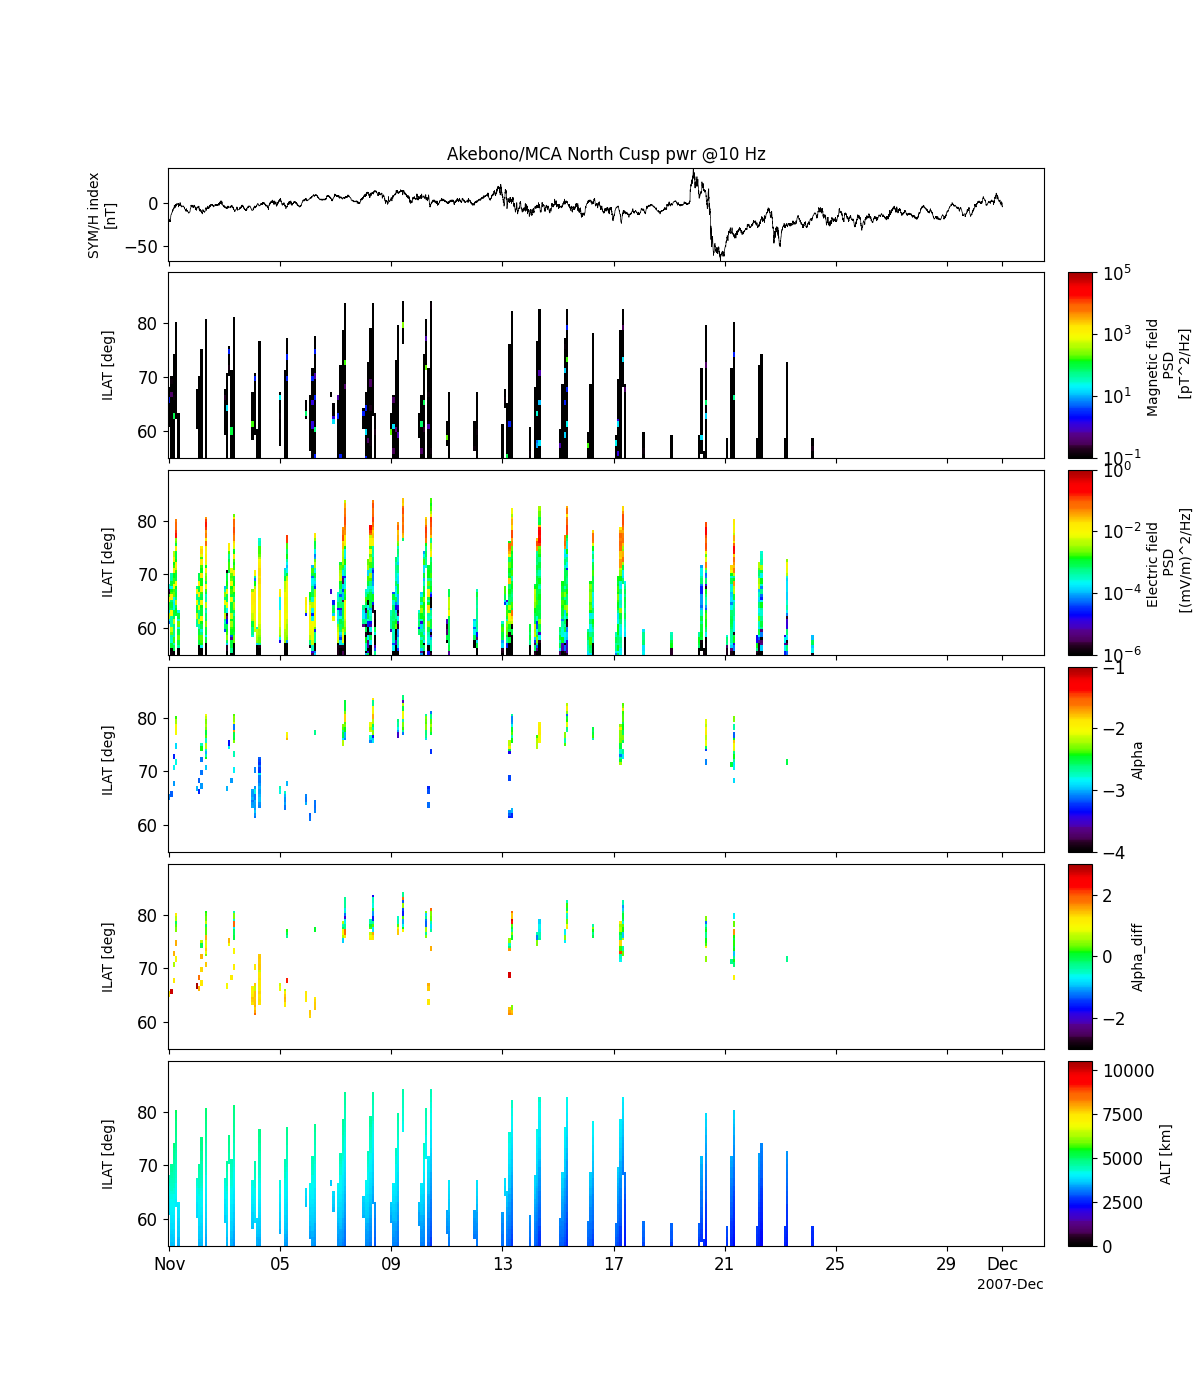 Akebono/MCA North Cusp pwr @10 Hz
SYM/H index
[nT]
0
−50
ILAT [deg]
80
70
60
10^5
10^3
10^1
10^−1
Magnetic field
PSD
[pT^2/Hz]
ILAT [deg]
80
70
60
10^0
10^−2
10^−4
10^−6
Electric field
PSD
[(mV/m)^2/Hz]
ILAT [deg]
80
70
60
−1
−2
−3
−4
Alpha
ILAT [deg]
80
70
60
2
0
−2
Alpha_diff
ILAT [deg]
80
70
60
10000
7500
5000
2500
0
ALT [km]
Nov 05 09 13 17 21 25 29 Dec
2007-Dec